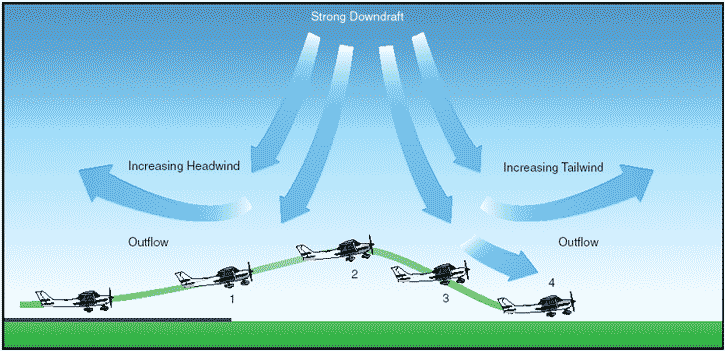 Strong Downdraft
Increasing Headwind
Increasing Tailwind
Outflow
Outflow
1
2
3
4